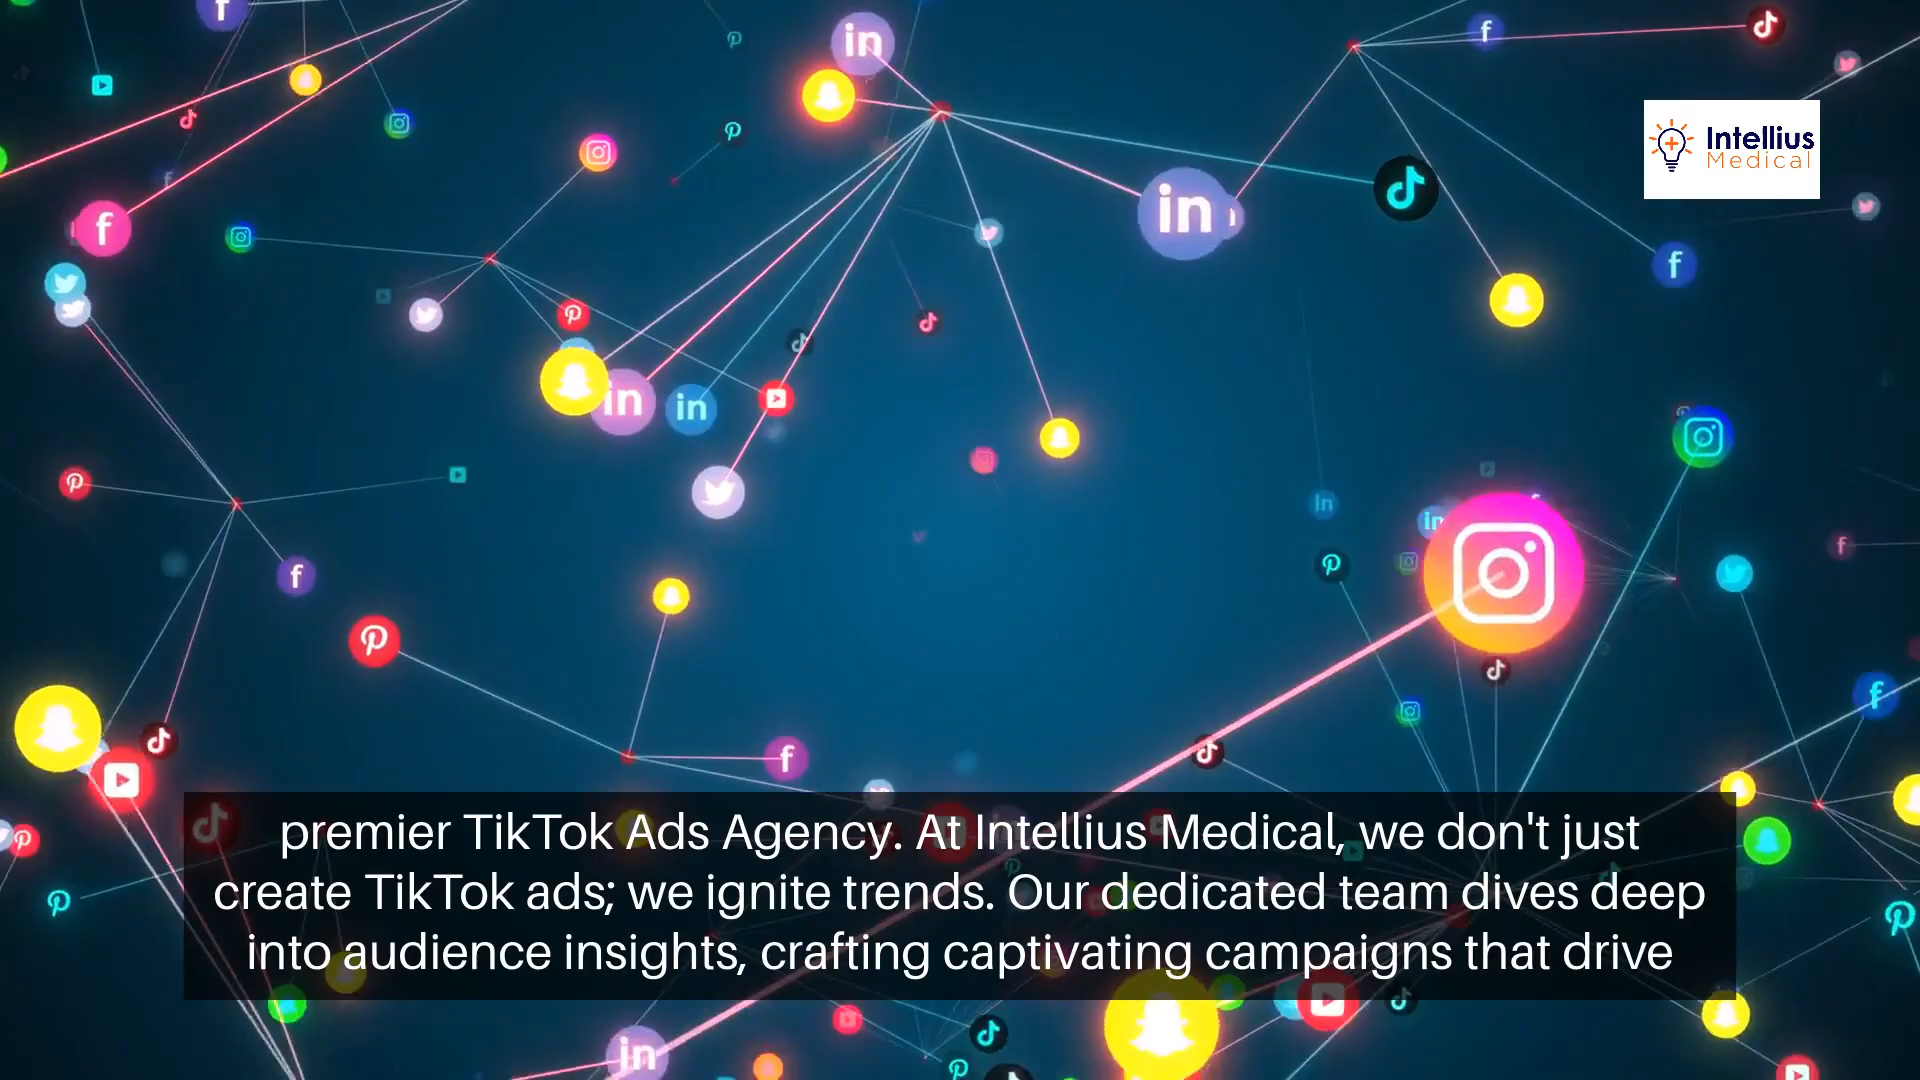 Intellius
Medical
premier TikTok Ads Agency. At Intellius Medical, we don't just
create TikTok ads; we ignite trends. Our dedicated team dives deep
into audience insights, crafting captivating campaigns that drive